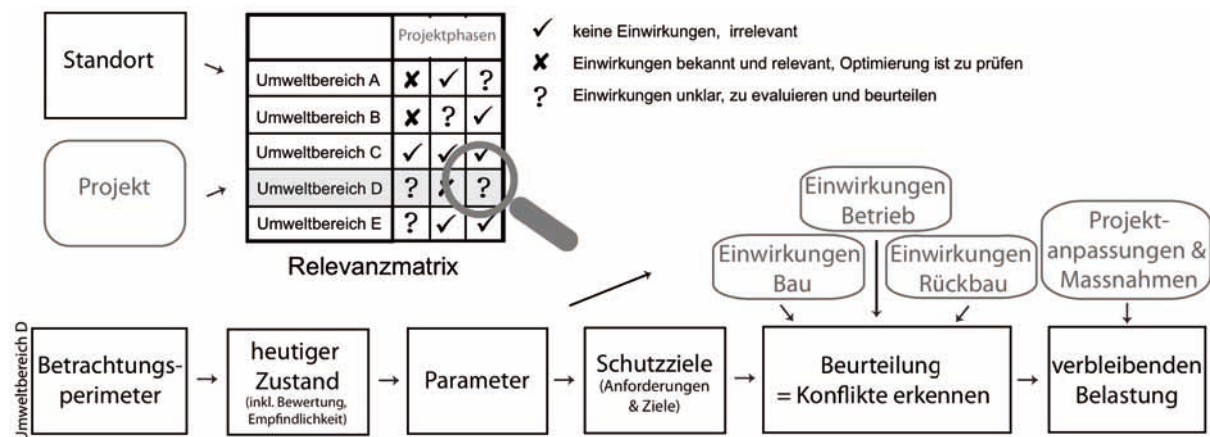 Standort
Projekt
Projektphasen
Umweltbereich A ✘ ✓ ?
Umweltbereich B ✘ ? ✓
Umweltbereich C ✓ ✓ ✓
Umweltbereich D ? ✘ ?
Umweltbereich E ? ✓ ✓
Relevanzmatrix
✓ keine Einwirkungen, irrelevant
✘ Einwirkungen bekannt und relevant, Optimierung ist zu prüfen
? Einwirkungen unklar, zu evaluieren und beurteilen
Einwirkungen
Bau
Einwirkungen
Betrieb
Einwirkungen
Rückbau
Projekt-
anpassungen &
Massnahmen
Umweltbereich D
Betrachtungs-
perimeter
heutiger
Zustand
(inkl. Bewertung,
Empfindlichkeit)
Parameter
Schutzziele
(Anforderungen
& Ziele)
Beurteilung
= Konflikte erkennen
verbleibenden
Belastung